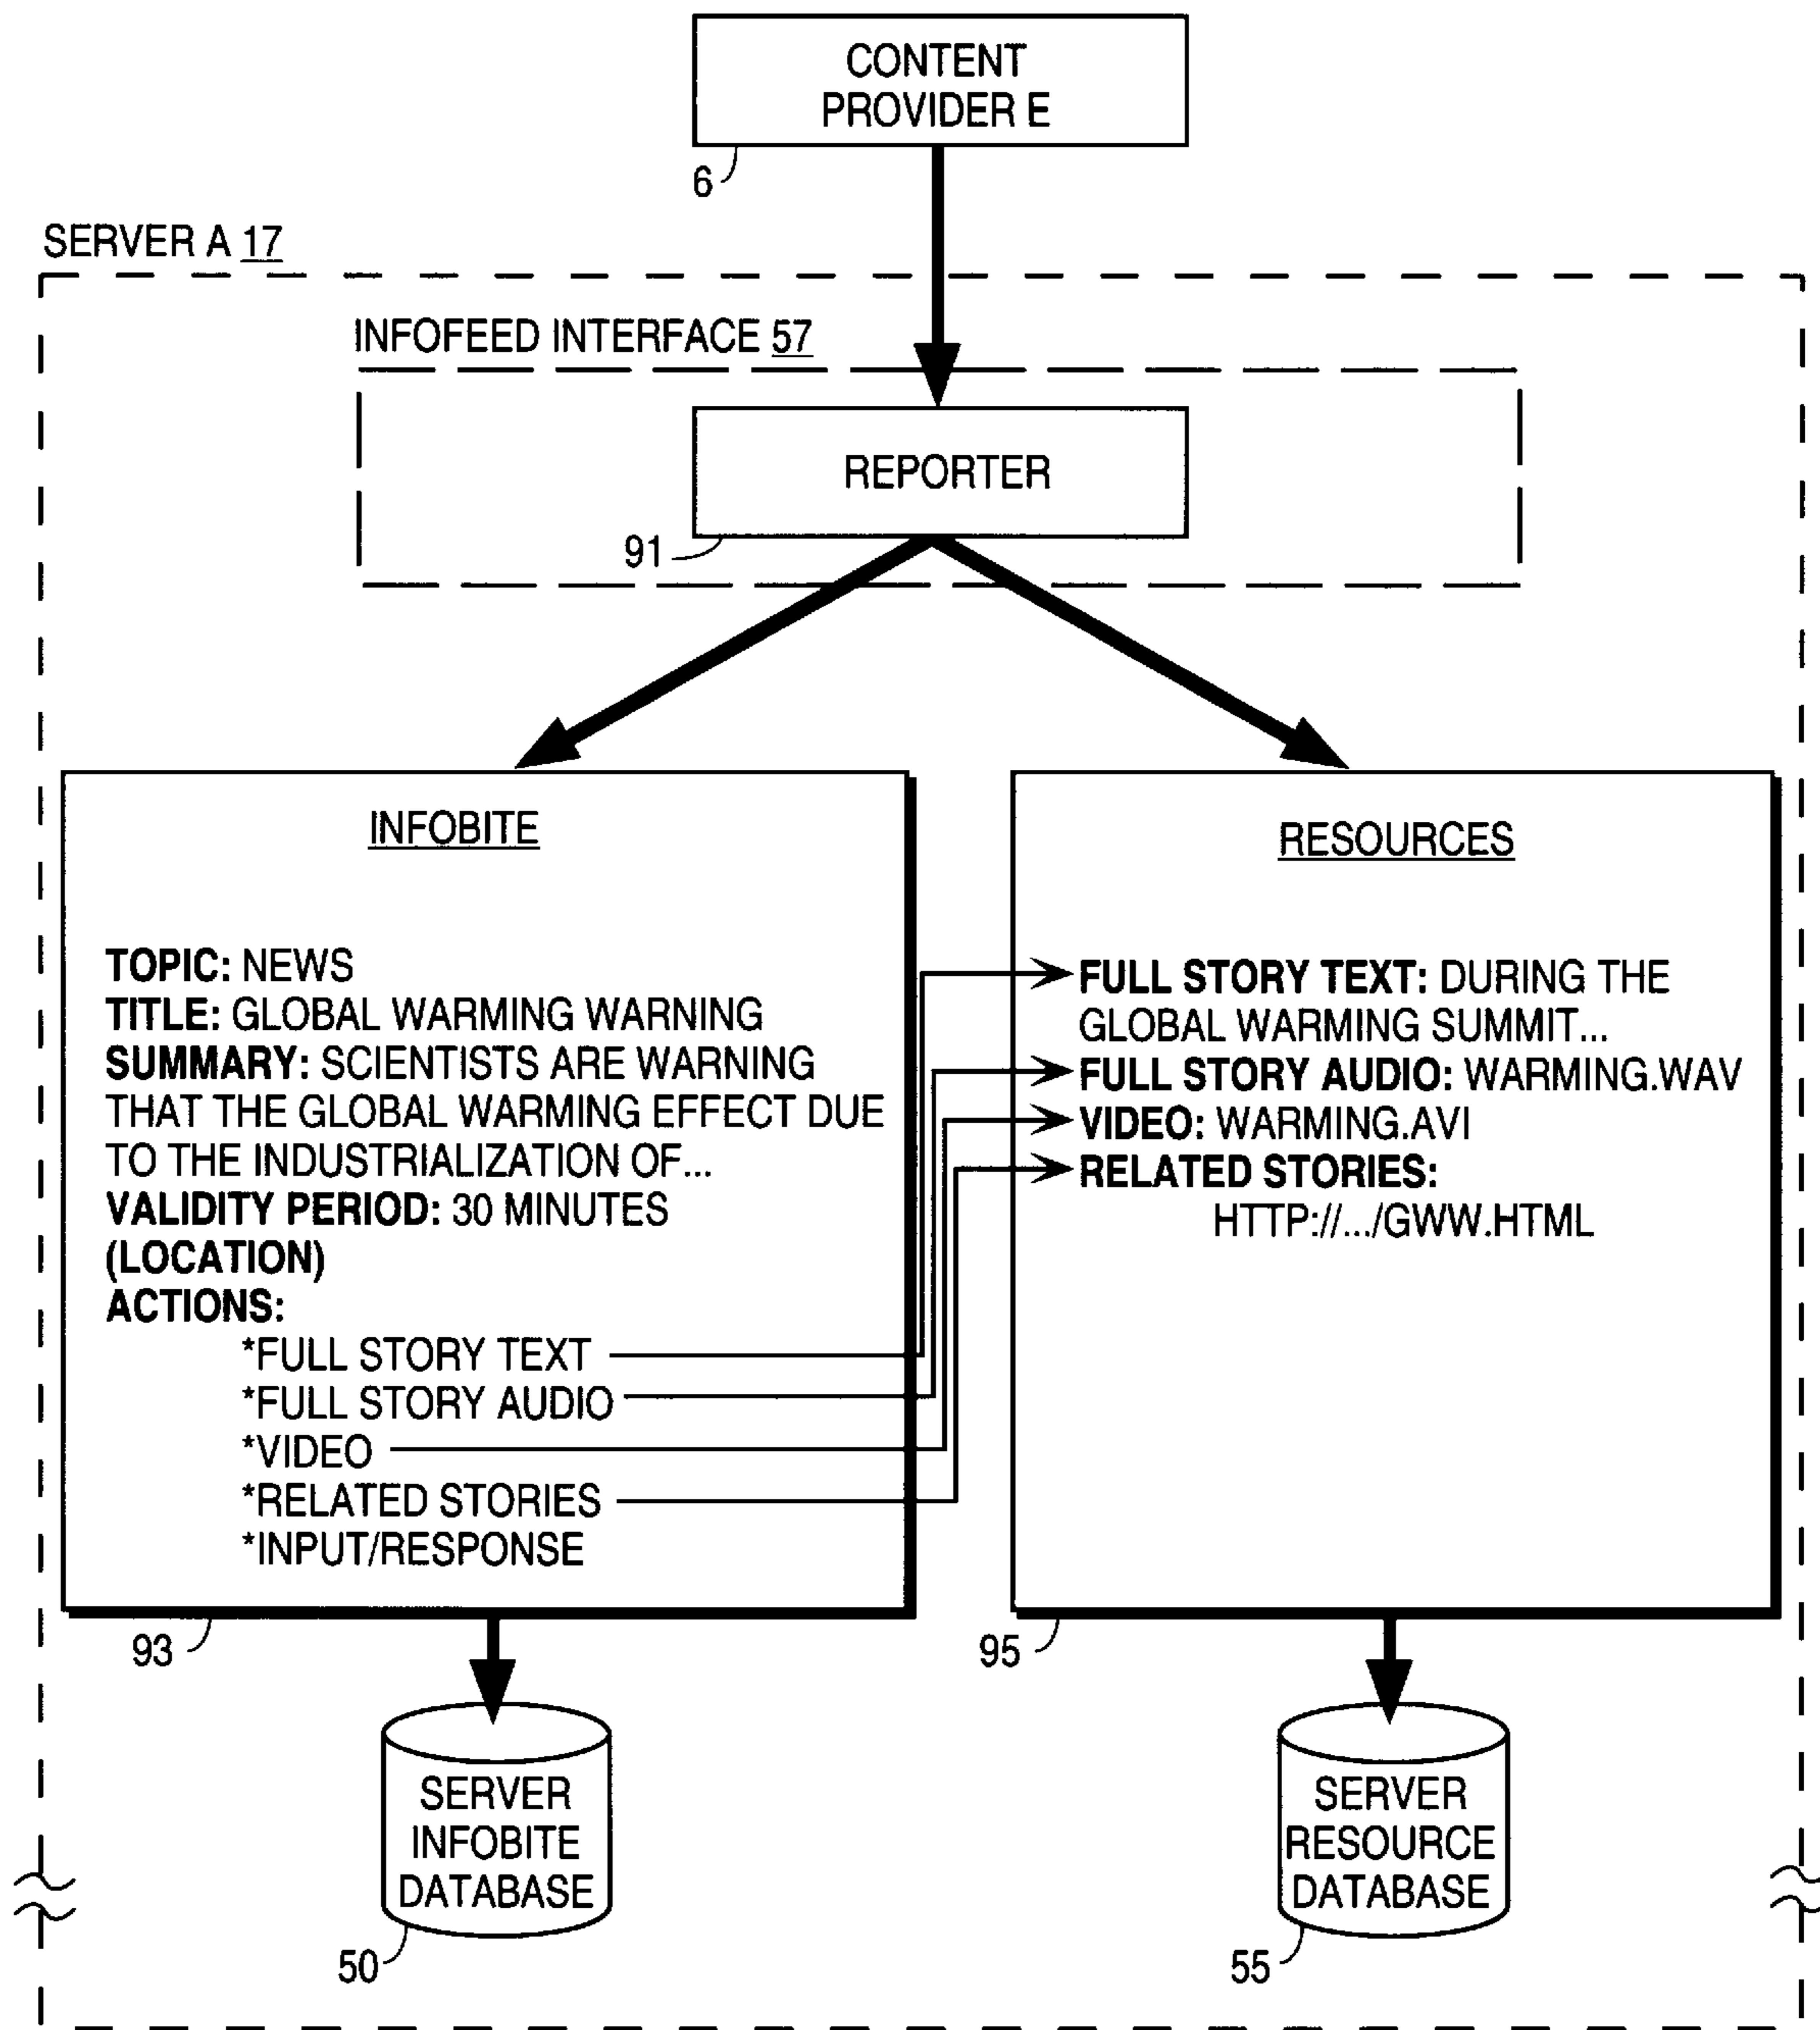 CONTENT
PROVIDER E
6
SERVER A 17
INFOFEED INTERFACE 57
REPORTER
91
INFOBITE
TOPIC: NEWS
TITLE: GLOBAL WARMING WARNING
SUMMARY: SCIENTISTS ARE WARNING
THAT THE GLOBAL WARMING EFFECT DUE
TO THE INDUSTRIALIZATION OF...
VALIDITY PERIOD: 30 MINUTES
(LOCATION)
ACTIONS:
*FULL STORY TEXT
*FULL STORY AUDIO
*VIDEO
*RELATED STORIES
*INPUT/RESPONSE
93
RESOURCES
FULL STORY TEXT: DURING THE
GLOBAL WARMING SUMMIT...
FULL STORY AUDIO: WARMING.WAV
VIDEO: WARMING.AVI
RELATED STORIES:
HTTP://.../GWW.HTML
95
SERVER
INFOBITE
DATABASE
50
SERVER
RESOURCE
DATABASE
55